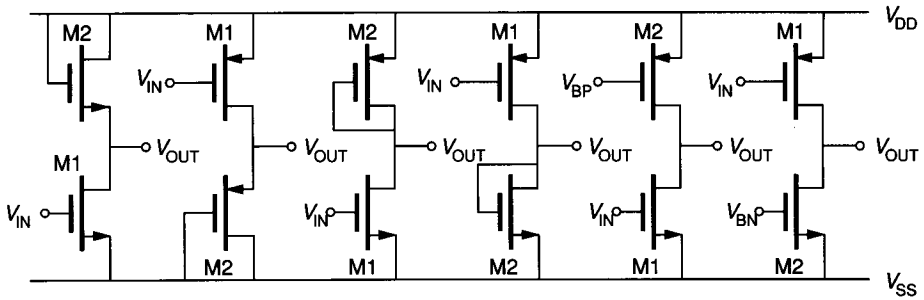 V_DD
M2 M1 M2 M1 M2 M1
V_IN V_IN V_BP V_IN
V_OUT V_OUT V_OUT V_OUT V_OUT V_OUT
M1
V_IN V_IN V_IN V_BN
M2 M1 M2 M1 M2
V_SS